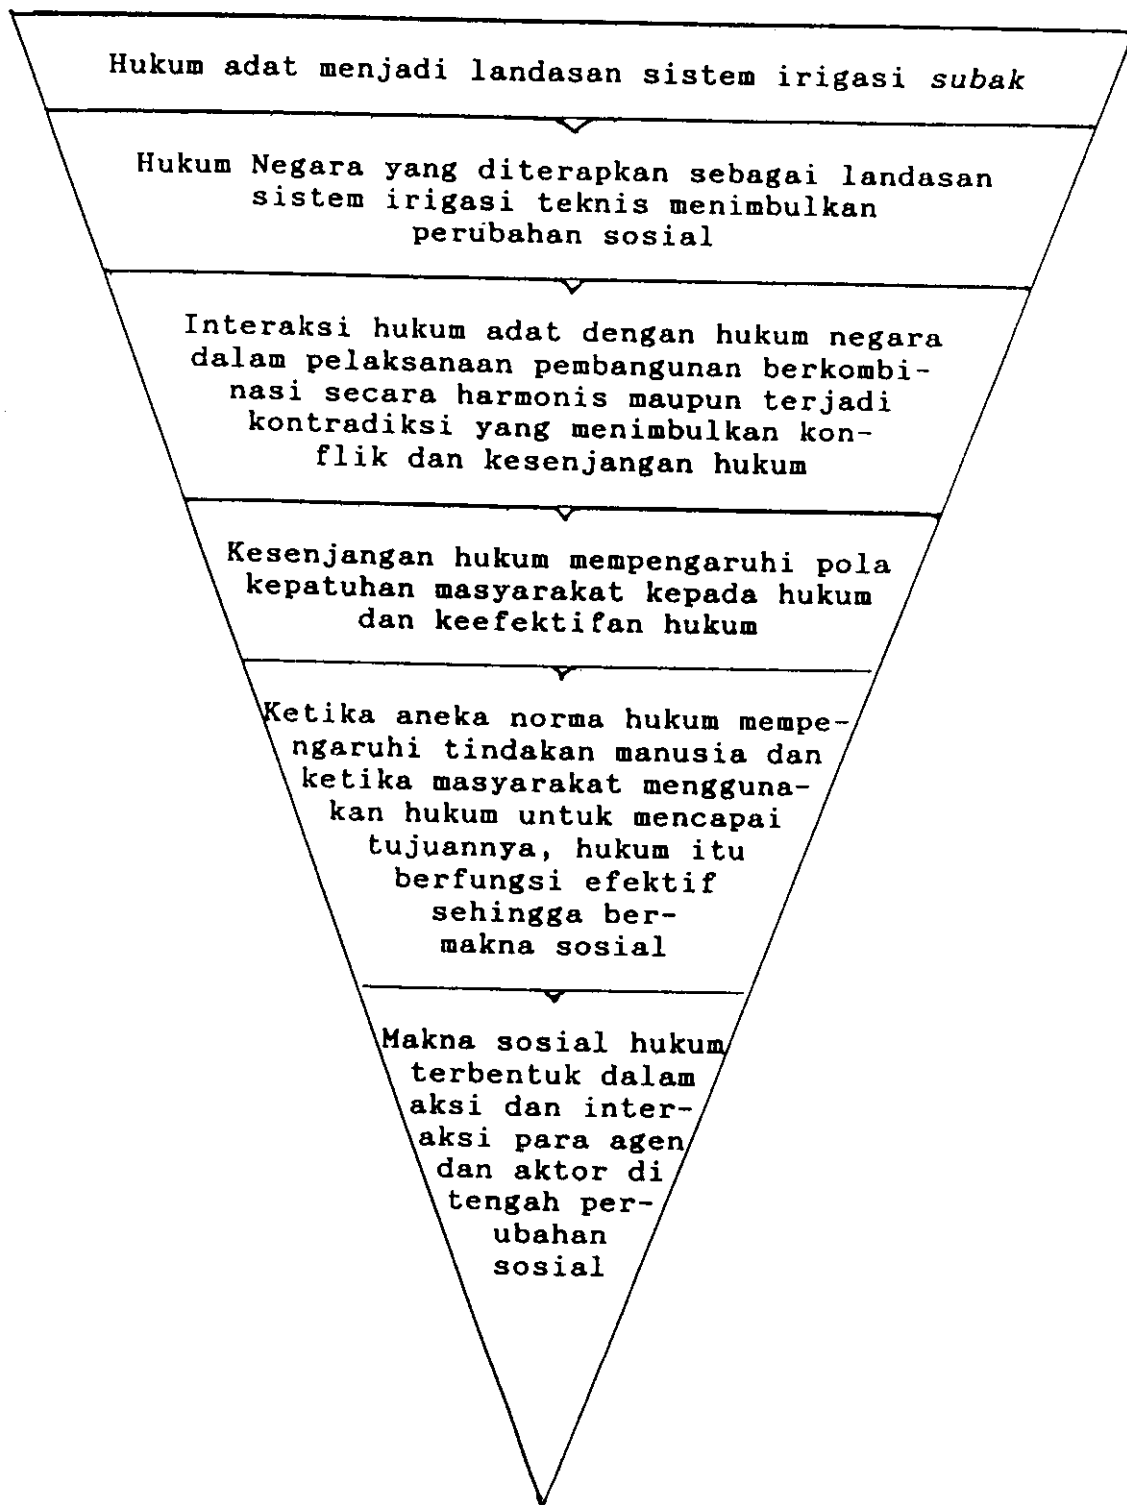 Hukum adat menjadi landasan sistem irigasi subak
Hukum Negara yang diterapkan sebagai landasan
sistem irigasi teknis menimbulkan
perubahan sosial
Interaksi hukum adat dengan hukum negara
dalam pelaksanaan pembangunan berkombi-
nasi secara harmonis maupun terjadi
kontradiksi yang menimbulkan kon-
flik dan kesenjangan hukum
Kesenjangan hukum mempengaruhi pola
kepatuhan masyarakat kepada hukum
dan keefektifan hukum
Ketika aneka norma hukum mempe-
ngaruhi tindakan manusia dan
ketika masyarakat mengguna-
kan hukum untuk mencapai
tujuannya, hukum itu
berfungsi efektif
sehingga ber-
makna sosial
Makna sosial hukum
terbentuk dalam
aksi dan inter-
aksi para agen
dan aktor di
tengah per-
ubahan
sosial